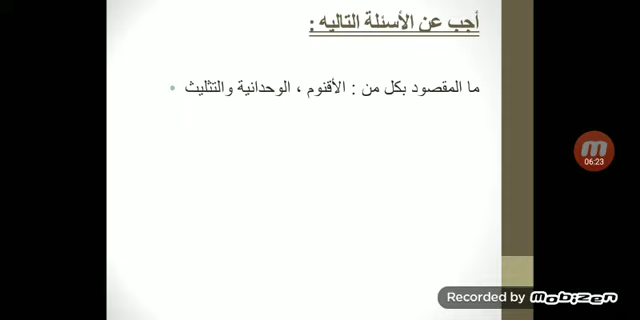 أجب عن الأسئلة التاليه :
ما المقصود بكل من : الأقنوم ، الوحدانية والتثليث
06:23
Recorded by mobizen